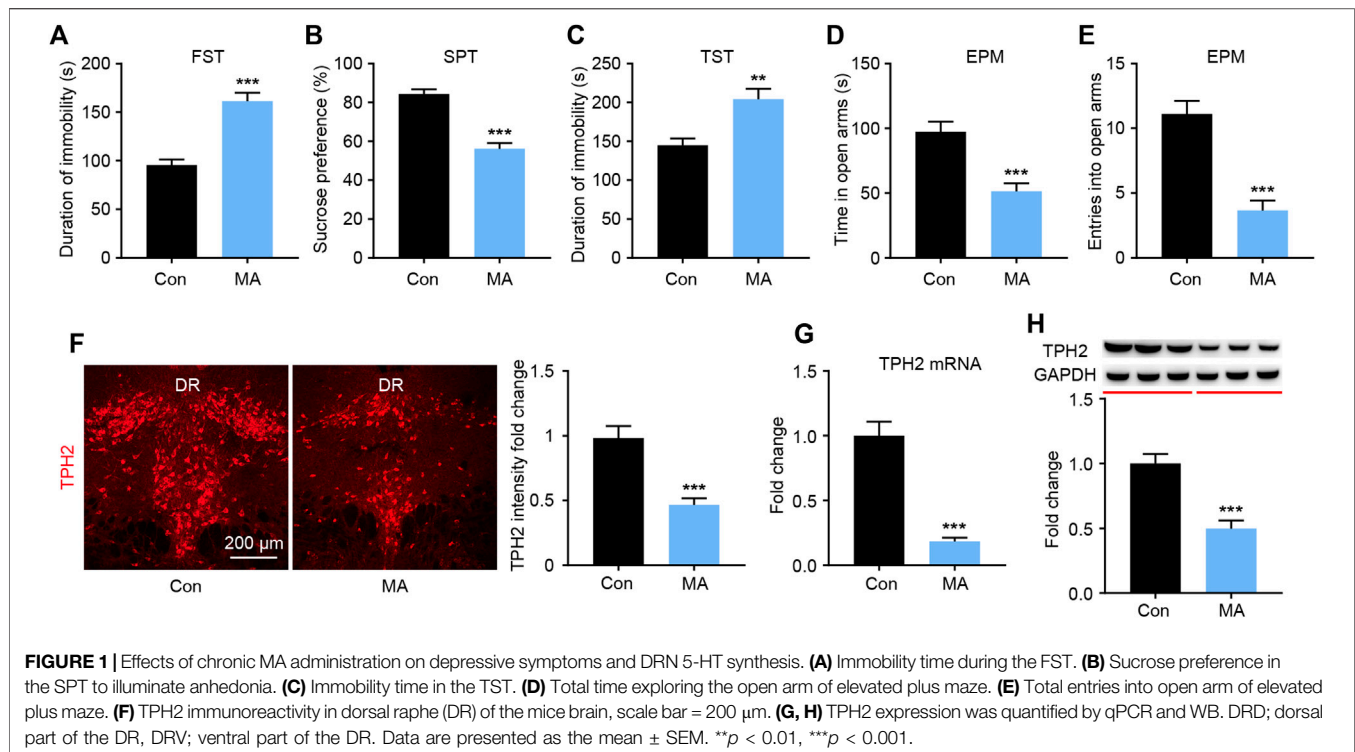 A
FST
Duration of immobility (s)
200
150
100
50
0
***
Con
MA
B
SPT
Sucrose preference (%)
100
80
60
40
20
0
***
Con
MA
C
TST
Duration of immobility (s)
250
200
150
100
50
0
**
Con
MA
D
EPM
Time in open arms (s)
150
100
50
0
***
Con
MA
E
EPM
Entries into open arms
15
10
5
0
***
Con
MA
F
TPH2
DR
200 μm
Con
DR
MA
TPH2 intensity fold change
1.5
1
0.5
0
***
Con
MA
G
TPH2 mRNA
Fold change
1.5
1.0
0.5
0.0
***
Con
MA
H
TPH2
GAPDH
Fold change
1.5
1.0
0.5
0.0
***
Con
MA
FIGURE 1 | Effects of chronic MA administration on depressive symptoms and DRN 5-HT synthesis. (A) Immobility time during the FST. (B) Sucrose preference in
the SPT to illuminate anhedonia. (C) Immobility time in the TST. (D) Total time exploring the open arm of elevated plus maze. (E) Total entries into open arm of elevated
plus maze. (F) TPH2 immunoreactivity in dorsal raphe (DR) of the mice brain, scale bar = 200 μm. (G, H) TPH2 expression was quantified by qPCR and WB. DRD; dorsal
part of the DR, DRV; ventral part of the DR. Data are presented as the mean ± SEM. **p < 0.01, ***p < 0.001.